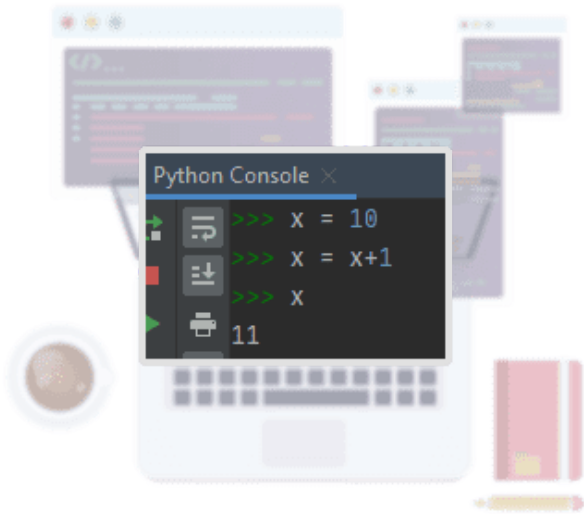 </>...
Python Console
>>> x = 10
>>> x = x+1
>>> x
11